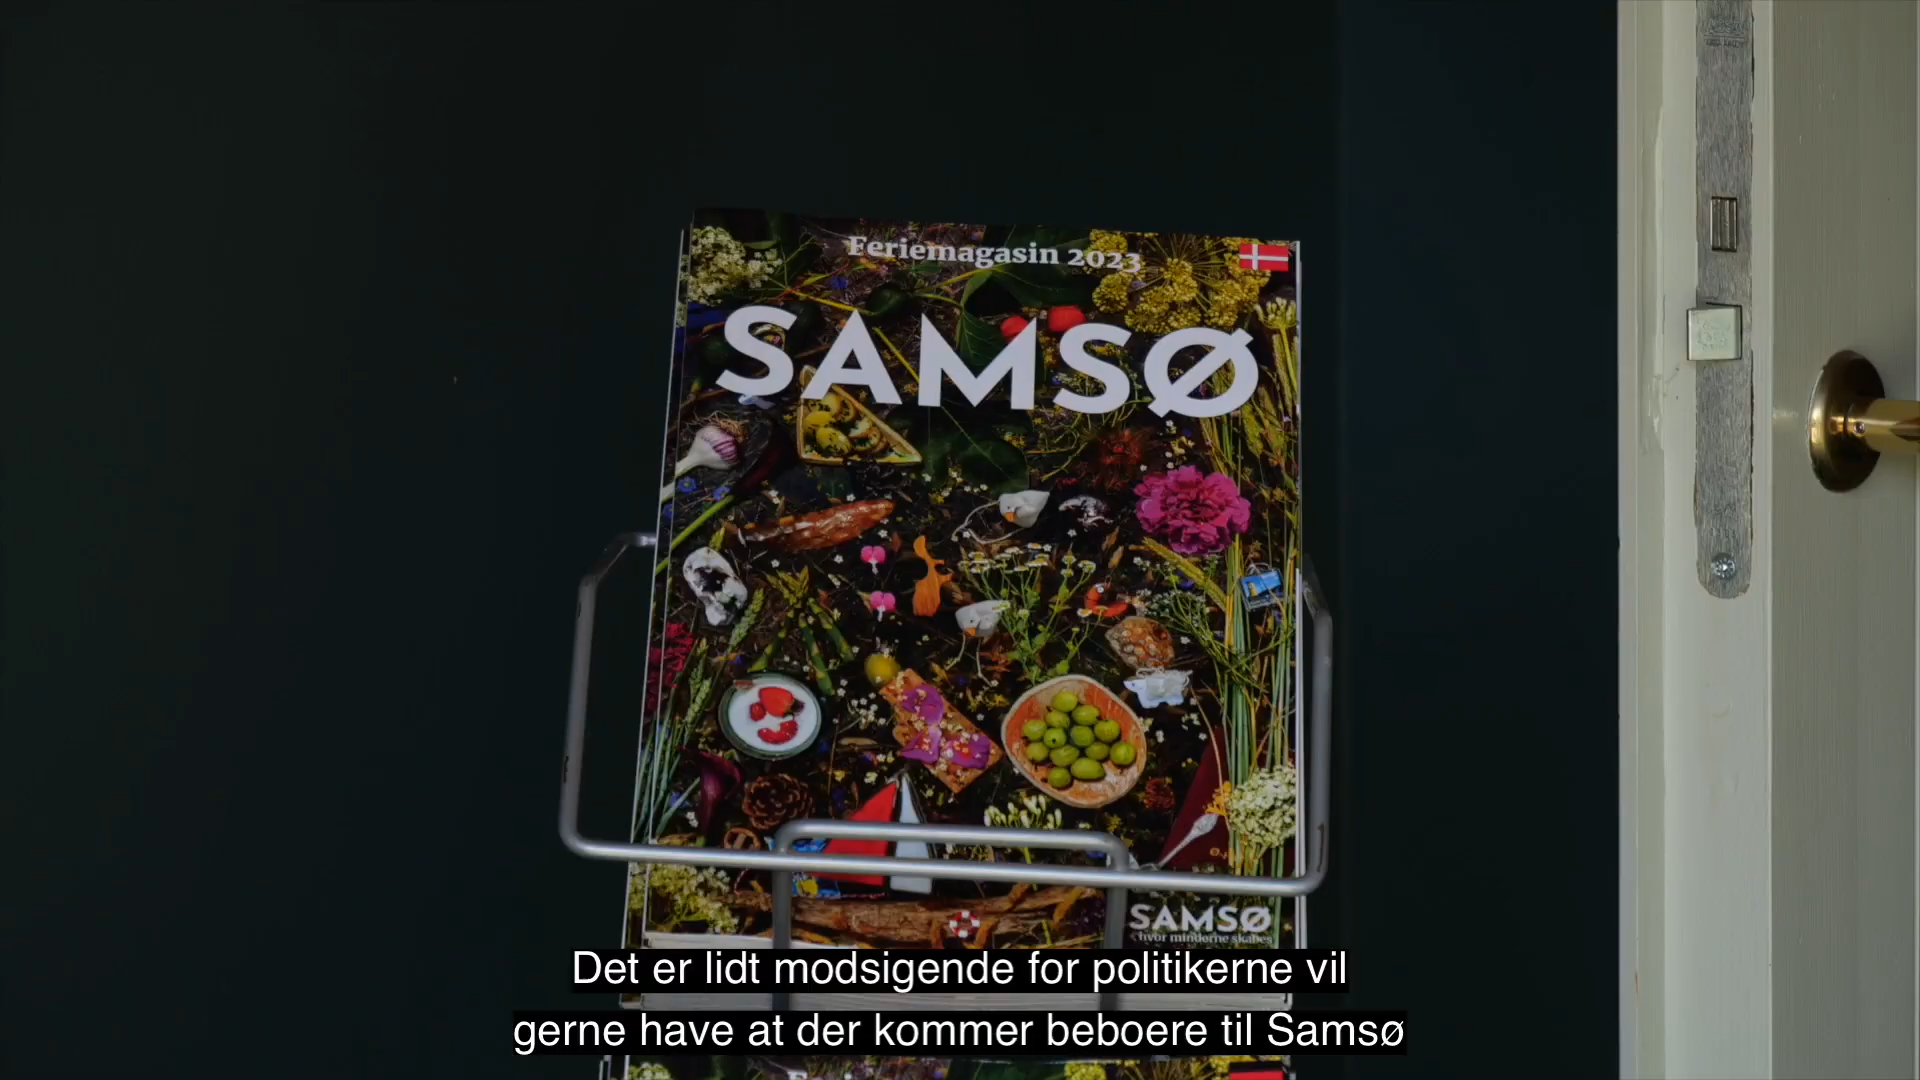 Feriemagasin 2023
SAMSØ
SAMSØ
hvor minderne skabes
Det er lidt modsigende for politikerne vil
gerne have at der kommer beboere til Samsø